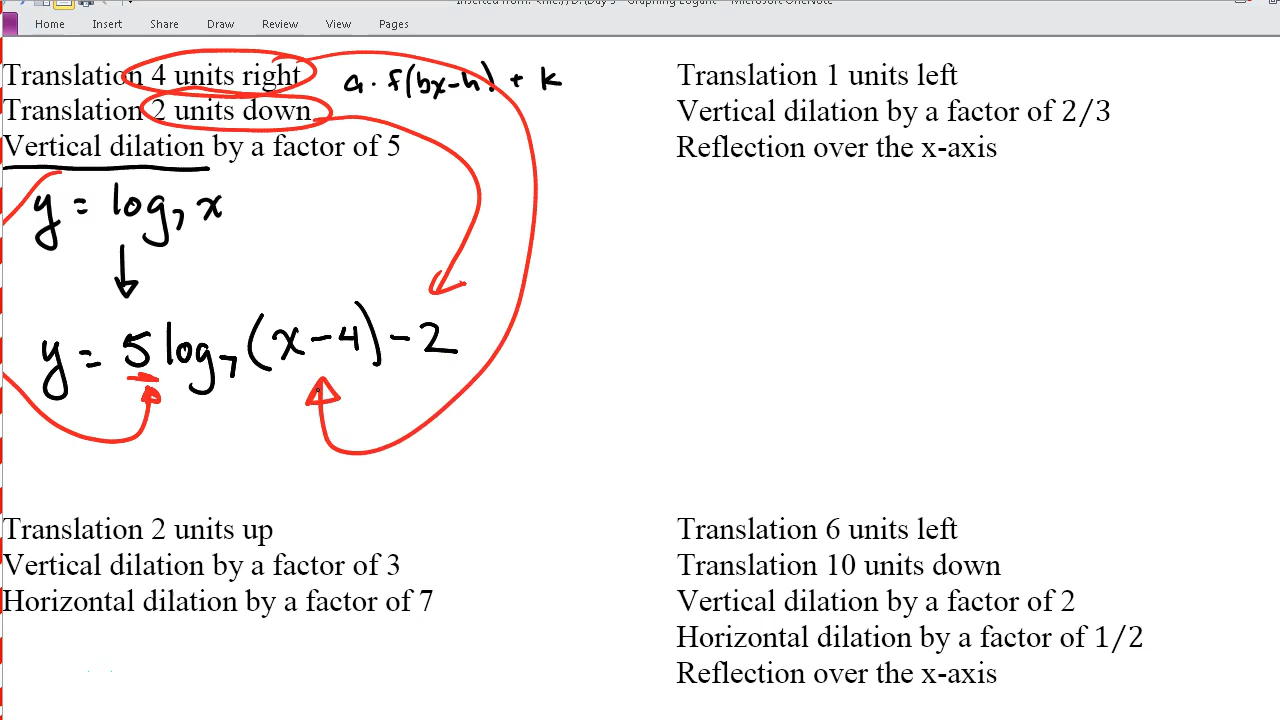 Home Insert Share Draw Review View Pages
Translation 4 units right
Translation 2 units down
Vertical dilation by a factor of 5
a · f(bx-h) + k
y = log₇ x
y = 5 log₇ (x - 4) - 2
Translation 1 units left
Vertical dilation by a factor of 2/3
Reflection over the x-axis
Translation 2 units up
Vertical dilation by a factor of 3
Horizontal dilation by a factor of 7
Translation 6 units left
Translation 10 units down
Vertical dilation by a factor of 2
Horizontal dilation by a factor of 1/2
Reflection over the x-axis